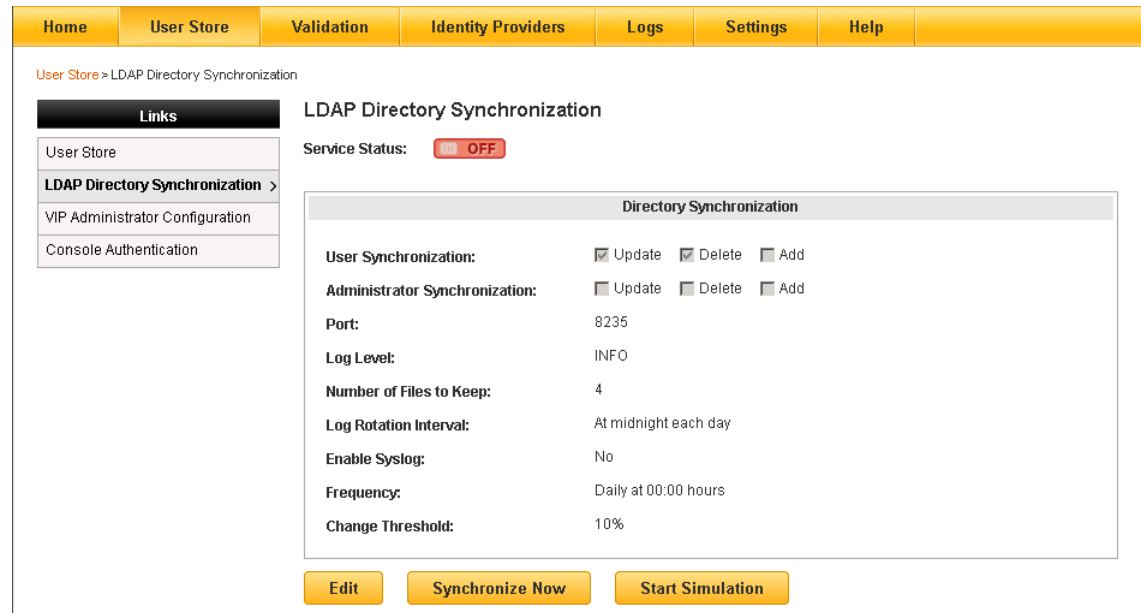 Home User Store Validation Identity Providers Logs Settings Help
User Store > LDAP Directory Synchronization
Links
User Store
LDAP Directory Synchronization >
VIP Administrator Configuration
Console Authentication
LDAP Directory Synchronization
Service Status: OFF
Directory Synchronization
User Synchronization: Update Delete Add
Administrator Synchronization: Update Delete Add
Port: 8235
Log Level: INFO
Number of Files to Keep: 4
Log Rotation Interval: At midnight each day
Enable Syslog: No
Frequency: Daily at 00:00 hours
Change Threshold: 10%
Edit Synchronize Now Start Simulation